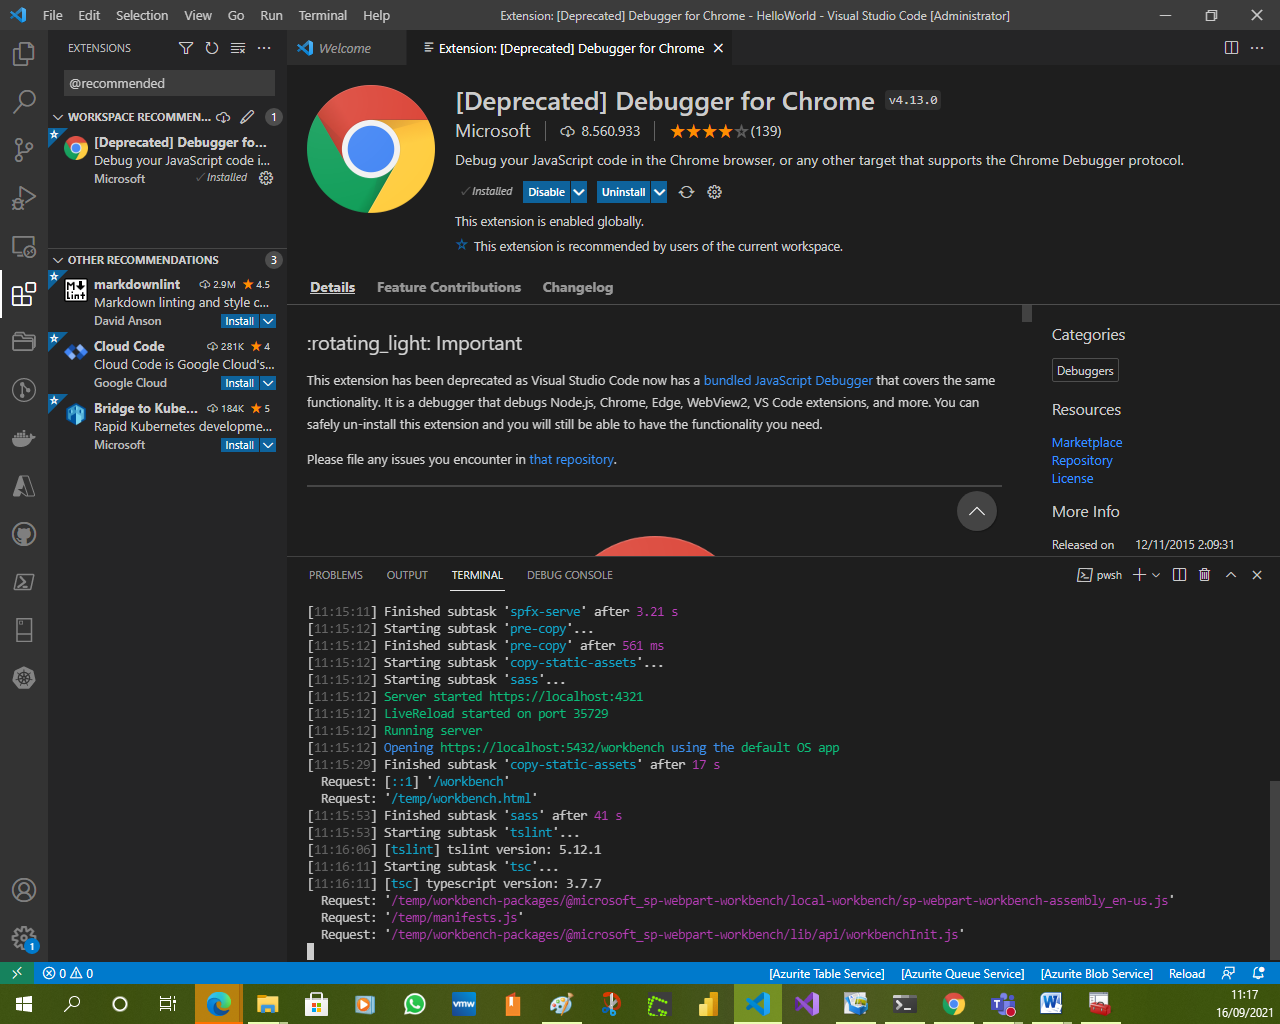 File Edit Selection View Go Run Terminal Help Extension: [Deprecated] Debugger for Chrome - HelloWorld - Visual Studio Code [Administrator]
EXTENSIONS
Welcome
Extension: [Deprecated] Debugger for Chrome
@recommended
WORKSPACE RECOMMEN... 1
[Deprecated] Debugger fo...
Debug your JavaScript code i...
Microsoft Installed
OTHER RECOMMENDATIONS 3
markdownlint 2.9M 4.5
Markdown linting and style c...
David Anson Install
Cloud Code 281K 4
Cloud Code is Google Cloud's...
Google Cloud Install
Bridge to Kube... 184K 5
Rapid Kubernetes developme...
Microsoft Install
[Deprecated] Debugger for Chrome v4.13.0
Microsoft 8.560.933 (139)
Debug your JavaScript code in the Chrome browser, or any other target that supports the Chrome Debugger protocol.
Installed Disable Uninstall
This extension is enabled globally.
This extension is recommended by users of the current workspace.
Details Feature Contributions Changelog
:rotating_light: Important
This extension has been deprecated as Visual Studio Code now has a bundled JavaScript Debugger that covers the same
functionality. It is a debugger that debugs Node.js, Chrome, Edge, WebView2, VS Code extensions, and more. You can
safely un-install this extension and you will still be able to have the functionality you need.
Please file any issues you encounter in that repository.
Categories
Debuggers
Resources
Marketplace
Repository
License
More Info
Released on 12/11/2015 2:09:31
PROBLEMS OUTPUT TERMINAL DEBUG CONSOLE pwsh
[11:15:11] Finished subtask 'spfx-serve' after 3.21 s
[11:15:12] Starting subtask 'pre-copy'...
[11:15:12] Finished subtask 'pre-copy' after 561 ms
[11:15:12] Starting subtask 'copy-static-assets'...
[11:15:12] Starting subtask 'sass'...
[11:15:12] Server started https://localhost:4321
[11:15:12] LiveReload started on port 35729
[11:15:12] Running server
[11:15:12] Opening https://localhost:5432/workbench using the default OS app
[11:15:29] Finished subtask 'copy-static-assets' after 17 s
Request: [::1] '/workbench'
Request: '/temp/workbench.html'
[11:15:53] Finished subtask 'sass' after 41 s
[11:15:53] Starting subtask 'tslint'...
[11:16:06] [tslint] tslint version: 5.12.1
[11:16:11] Starting subtask 'tsc'...
[11:16:11] [tsc] typescript version: 3.7.7
Request: '/temp/workbench-packages/@microsoft_sp-webpart-workbench/local-workbench/sp-webpart-workbench-assembly_en-us.js'
Request: '/temp/manifests.js'
Request: '/temp/workbench-packages/@microsoft_sp-webpart-workbench/lib/api/workbenchInit.js'
1
0 0 [Azurite Table Service] [Azurite Queue Service] [Azurite Blob Service] Reload
vmw
11:17
16/09/2021